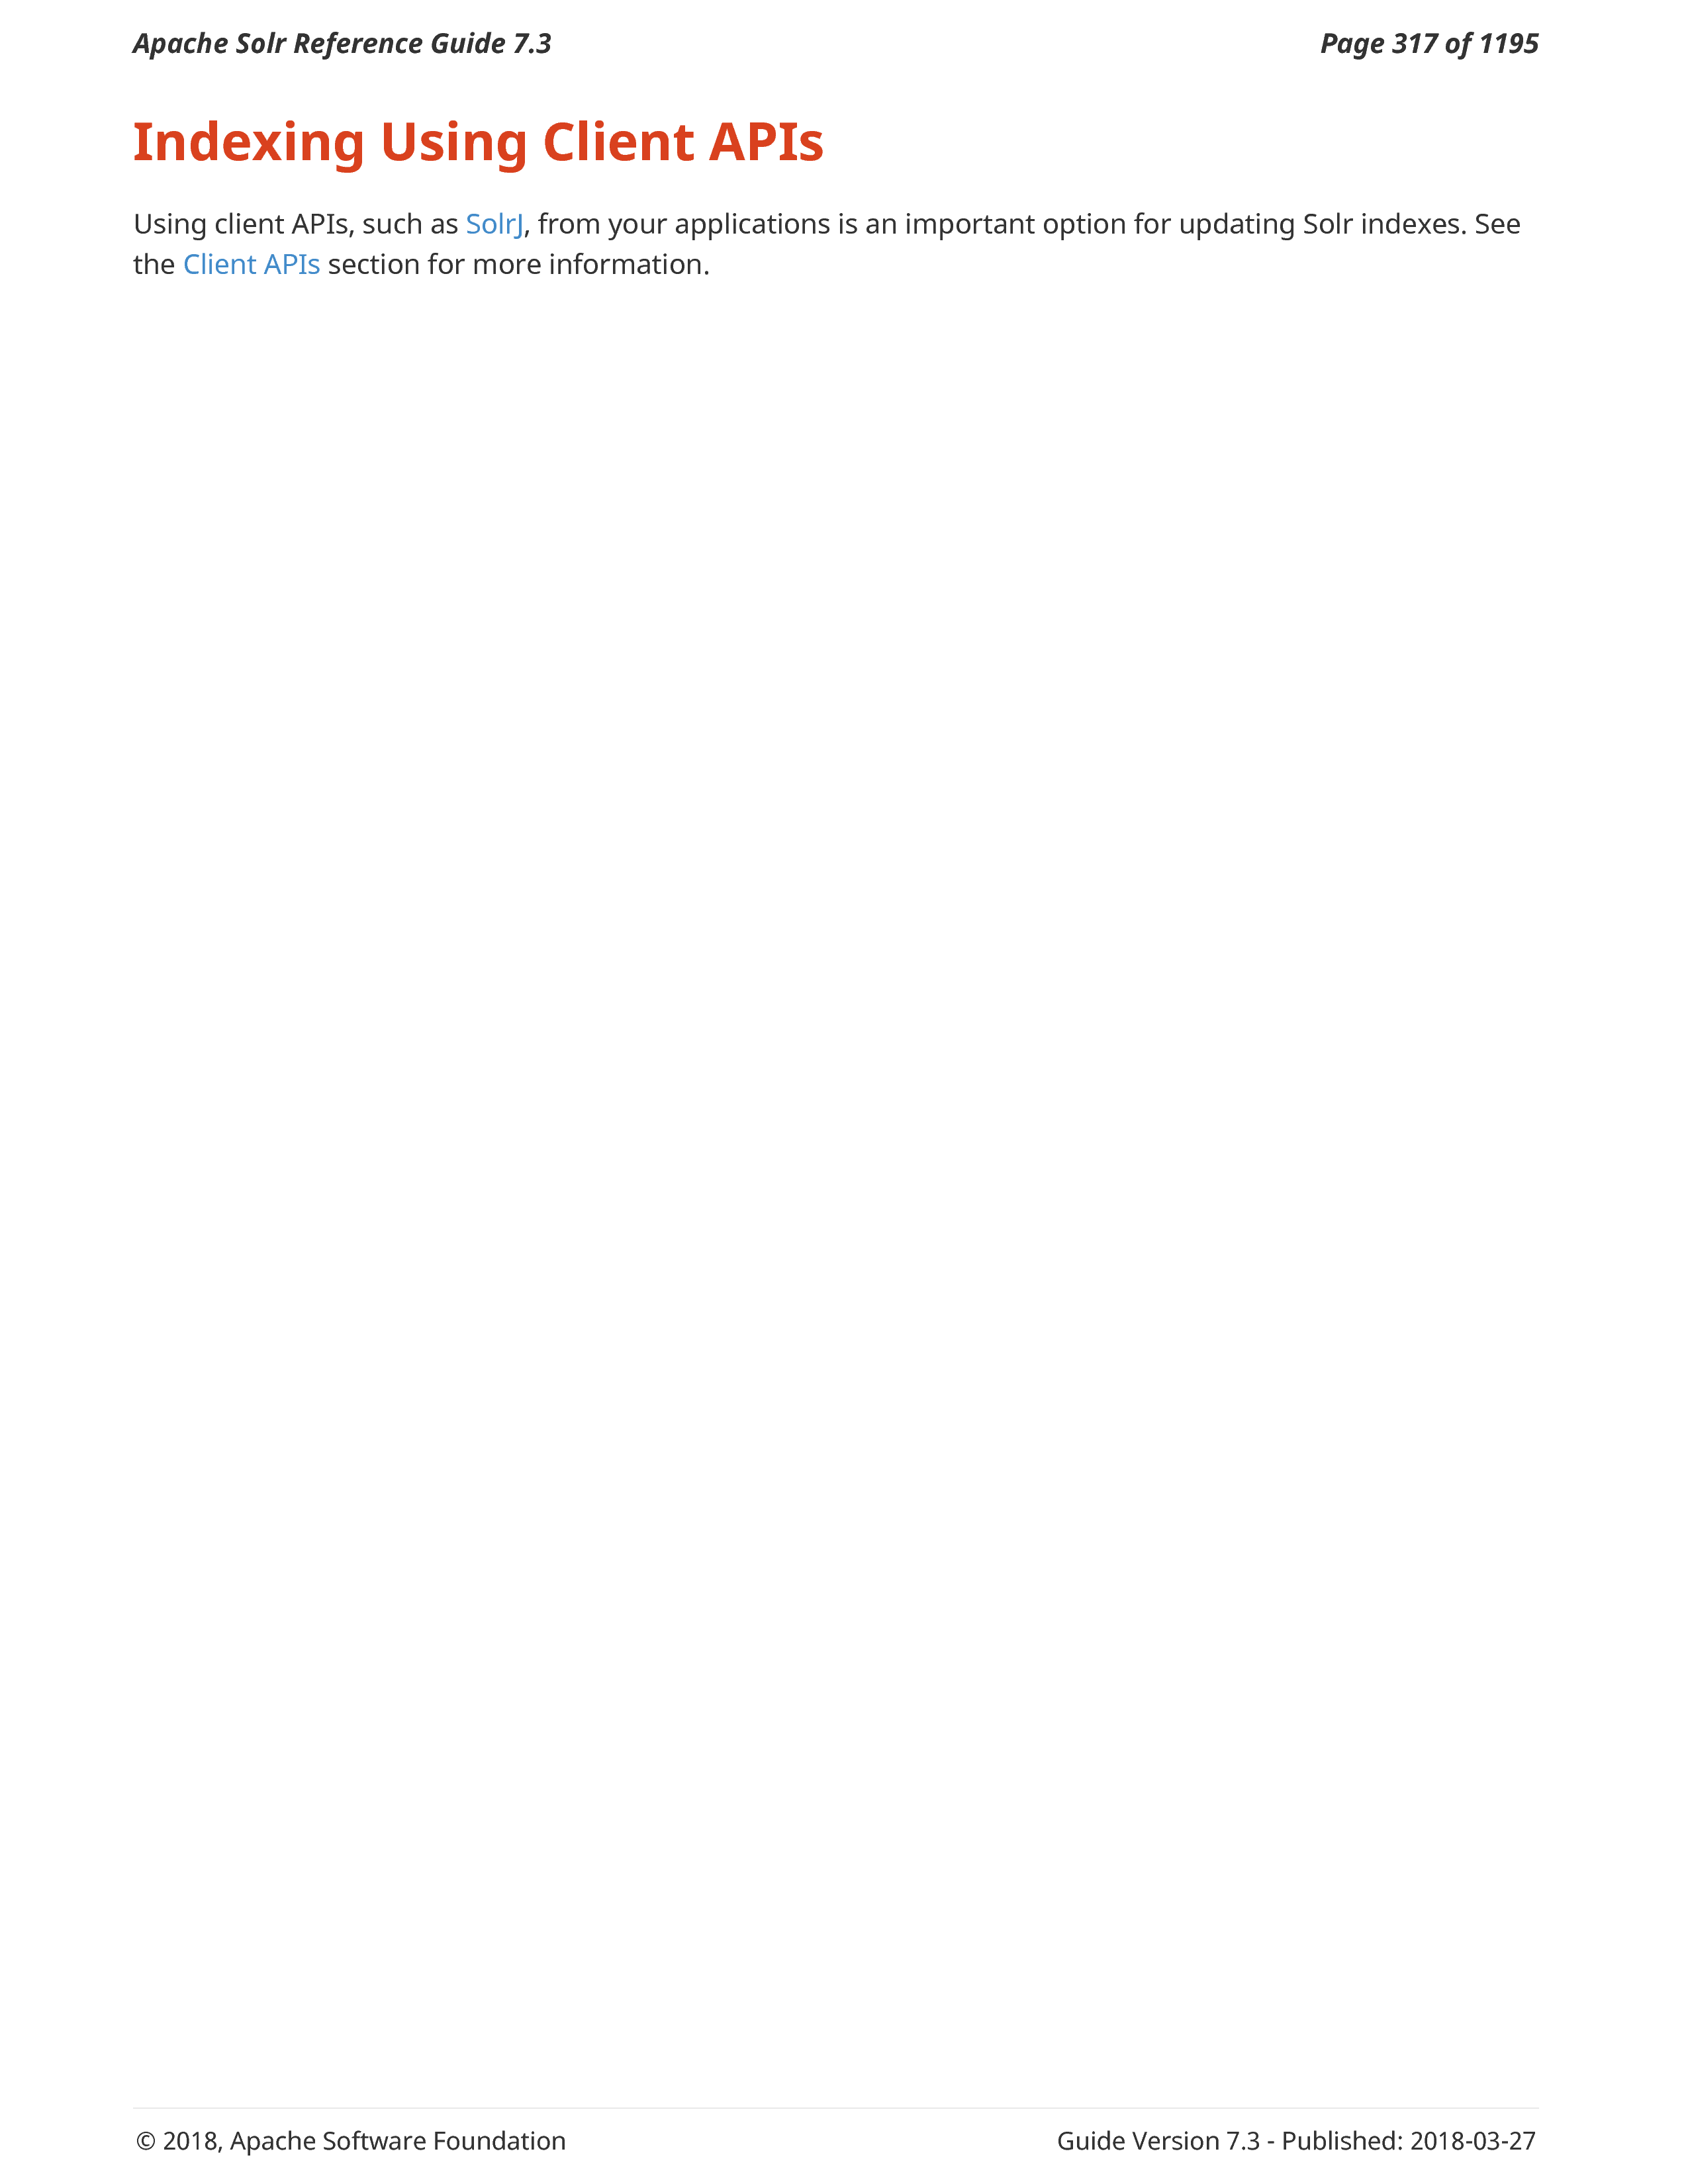 Apache Solr Reference Guide 7.3
Page 317 of 1195
Indexing Using Client APIs
Using client APIs, such as SolrJ, from your applications is an important option for updating Solr indexes. See
the Client APIs section for more information.
© 2018, Apache Software Foundation
Guide Version 7.3 - Published: 2018-03-27